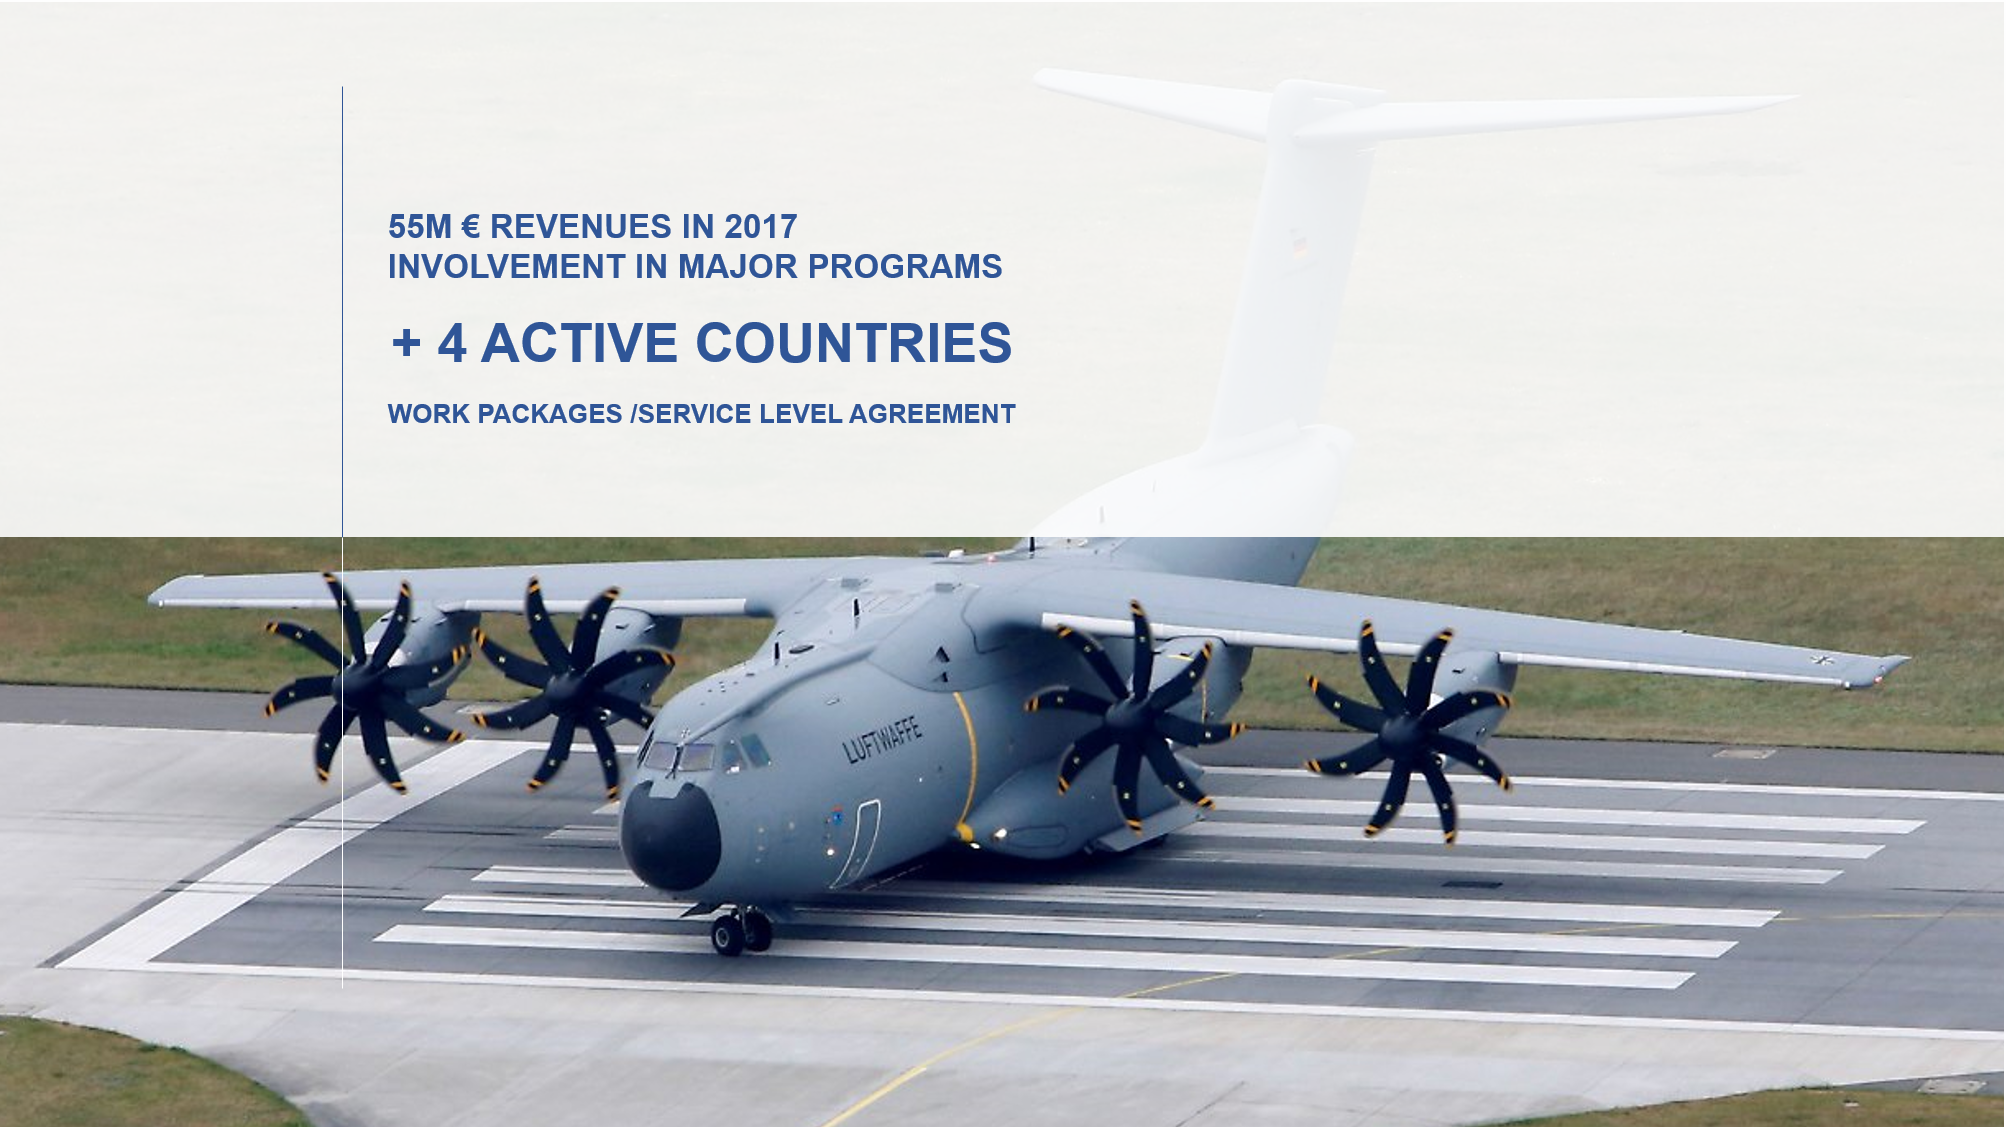 55M € REVENUES IN 2017
INVOLVEMENT IN MAJOR PROGRAMS
+ 4 ACTIVE COUNTRIES
WORK PACKAGES /SERVICE LEVEL AGREEMENT
LUFTWAFFE